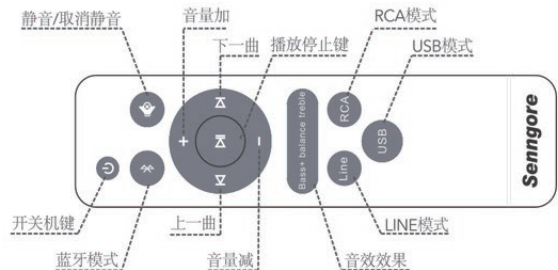 静音/取消静音
音量加
下一曲
播放停止键
RCA模式
USB模式
Bass+ balance treble
RCA
USB
Line
Senngore
开关机键
蓝牙模式
上一曲
音量减
音效效果
LINE模式